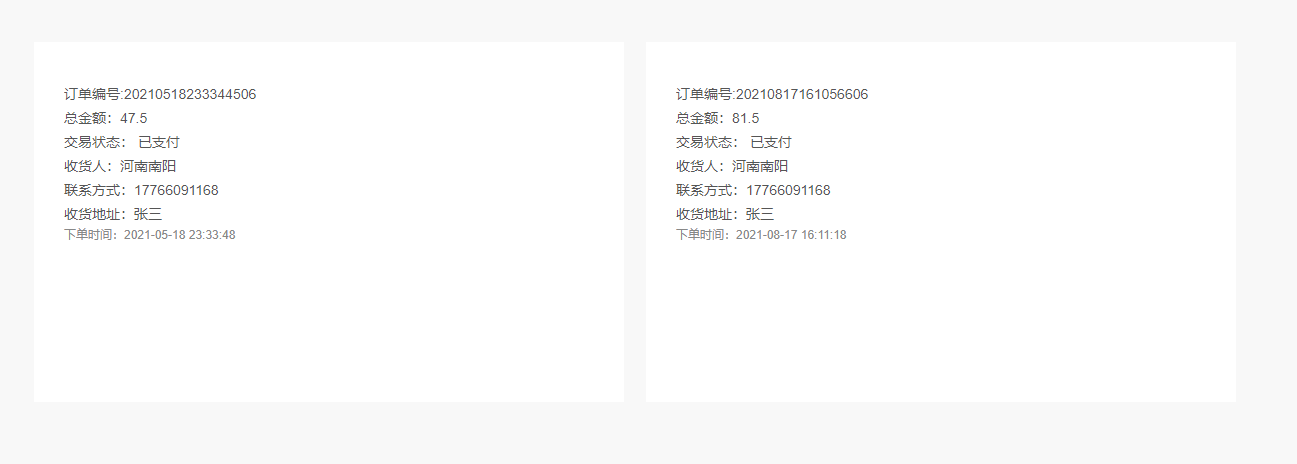 订单编号:20210518233344506
总金额：47.5
交易状态： 已支付
收货人：河南南阳
联系方式：17766091168
收货地址：张三
下单时间：2021-05-18 23:33:48
订单编号:20210817161056606
总金额：81.5
交易状态： 已支付
收货人：河南南阳
联系方式：17766091168
收货地址：张三
下单时间：2021-08-17 16:11:18